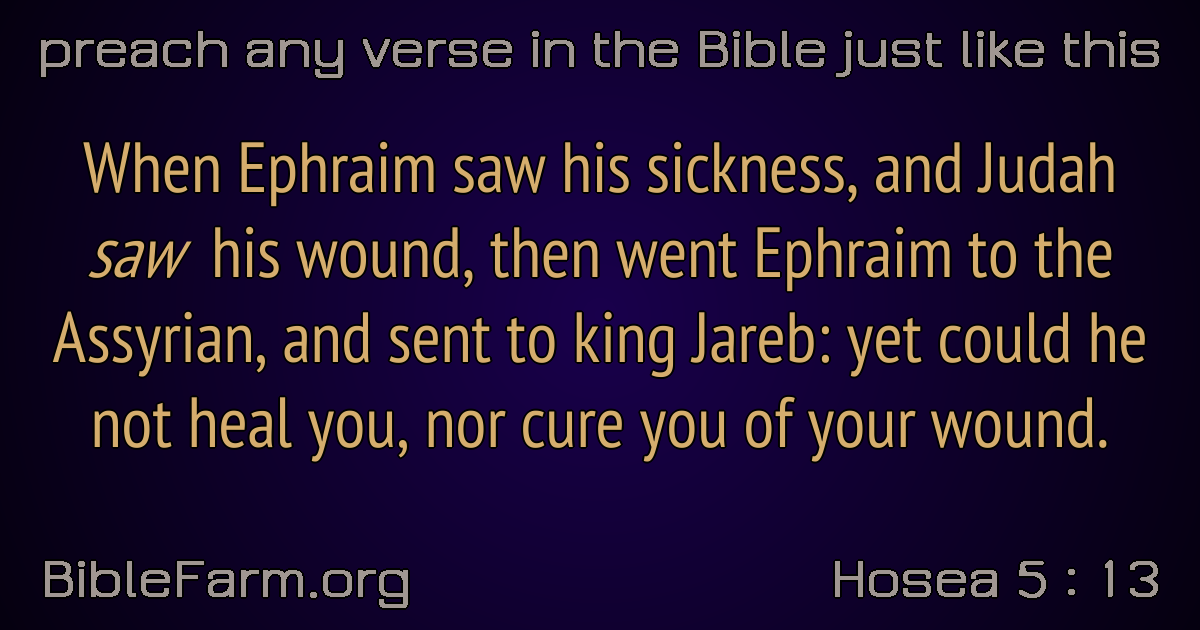 preach any verse in the Bible just like this
When Ephraim saw his sickness, and Judah
saw his wound, then went Ephraim to the
Assyrian, and sent to king Jareb: yet could he
not heal you, nor cure you of your wound.
BibleFarm.org
Hosea 5 : 13